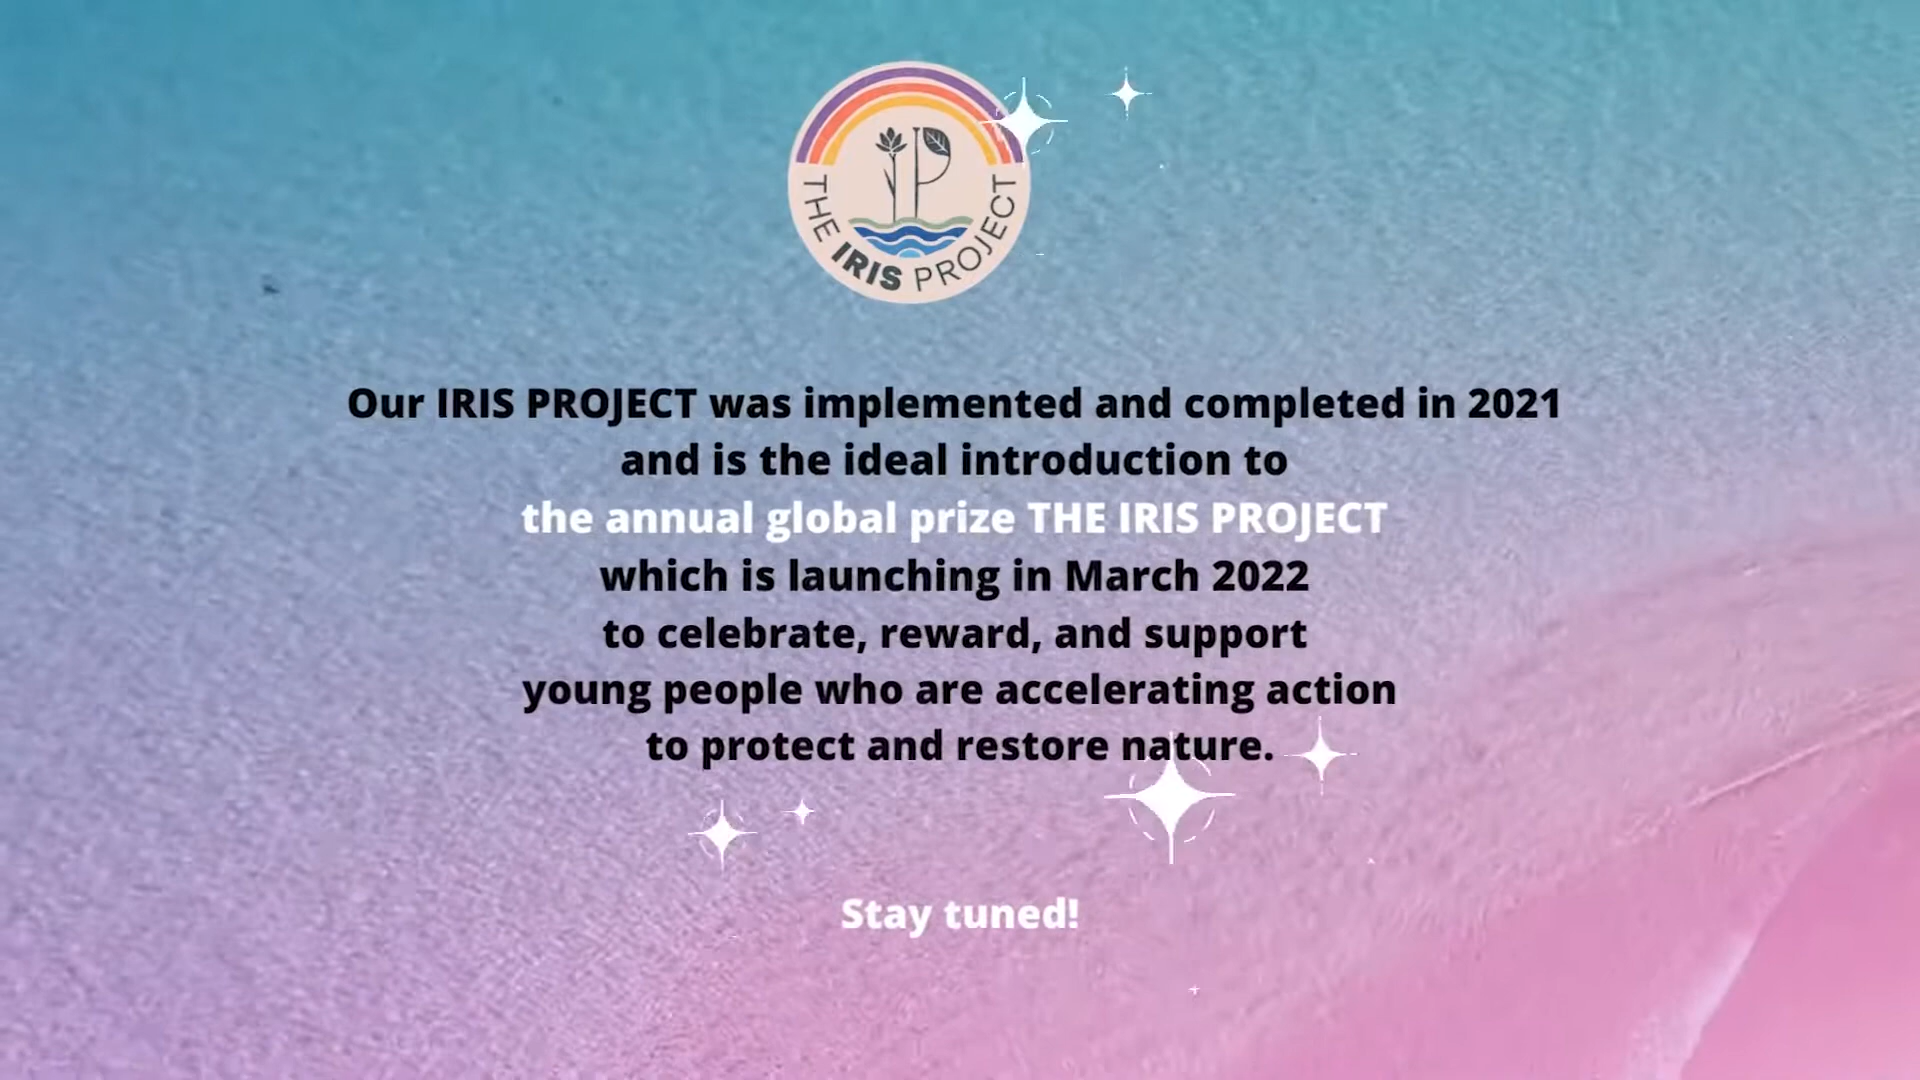 THE IRIS PROJECT
Our IRIS PROJECT was implemented and completed in 2021
and is the ideal introduction to
the annual global prize THE IRIS PROJECT
which is launching in March 2022
to celebrate, reward, and support
young people who are accelerating action
to protect and restore nature.
Stay tuned!